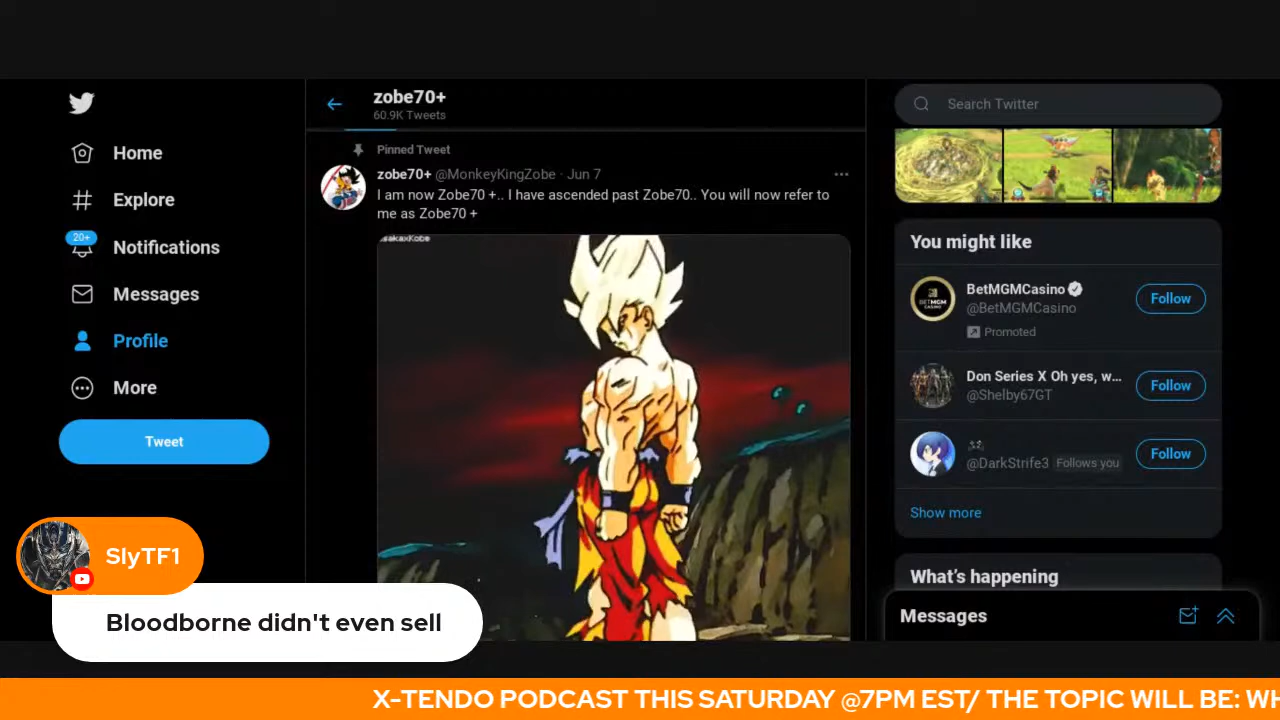 zobe70+
60.9K Tweets
Search Twitter
Home
Explore
20+
Notifications
Messages
Profile
More
Tweet
Pinned Tweet
zobe70+ @MonkeyKingZobe · Jun 7
I am now Zobe70 +.. I have ascended past Zobe70.. You will now refer to
me as Zobe70 +
You might like
BetMGMCasino
@BetMGMCasino
Promoted
Follow
BETMGM
Don Series X Oh yes, w...
@Shelby67GT
Follow
@DarkStrife3 Follows you
Follow
Show more
What's happening
Messages
SlyTF1
Bloodborne didn't even sell
X-TENDO PODCAST THIS SATURDAY @7PM EST/ THE TOPIC WILL BE: